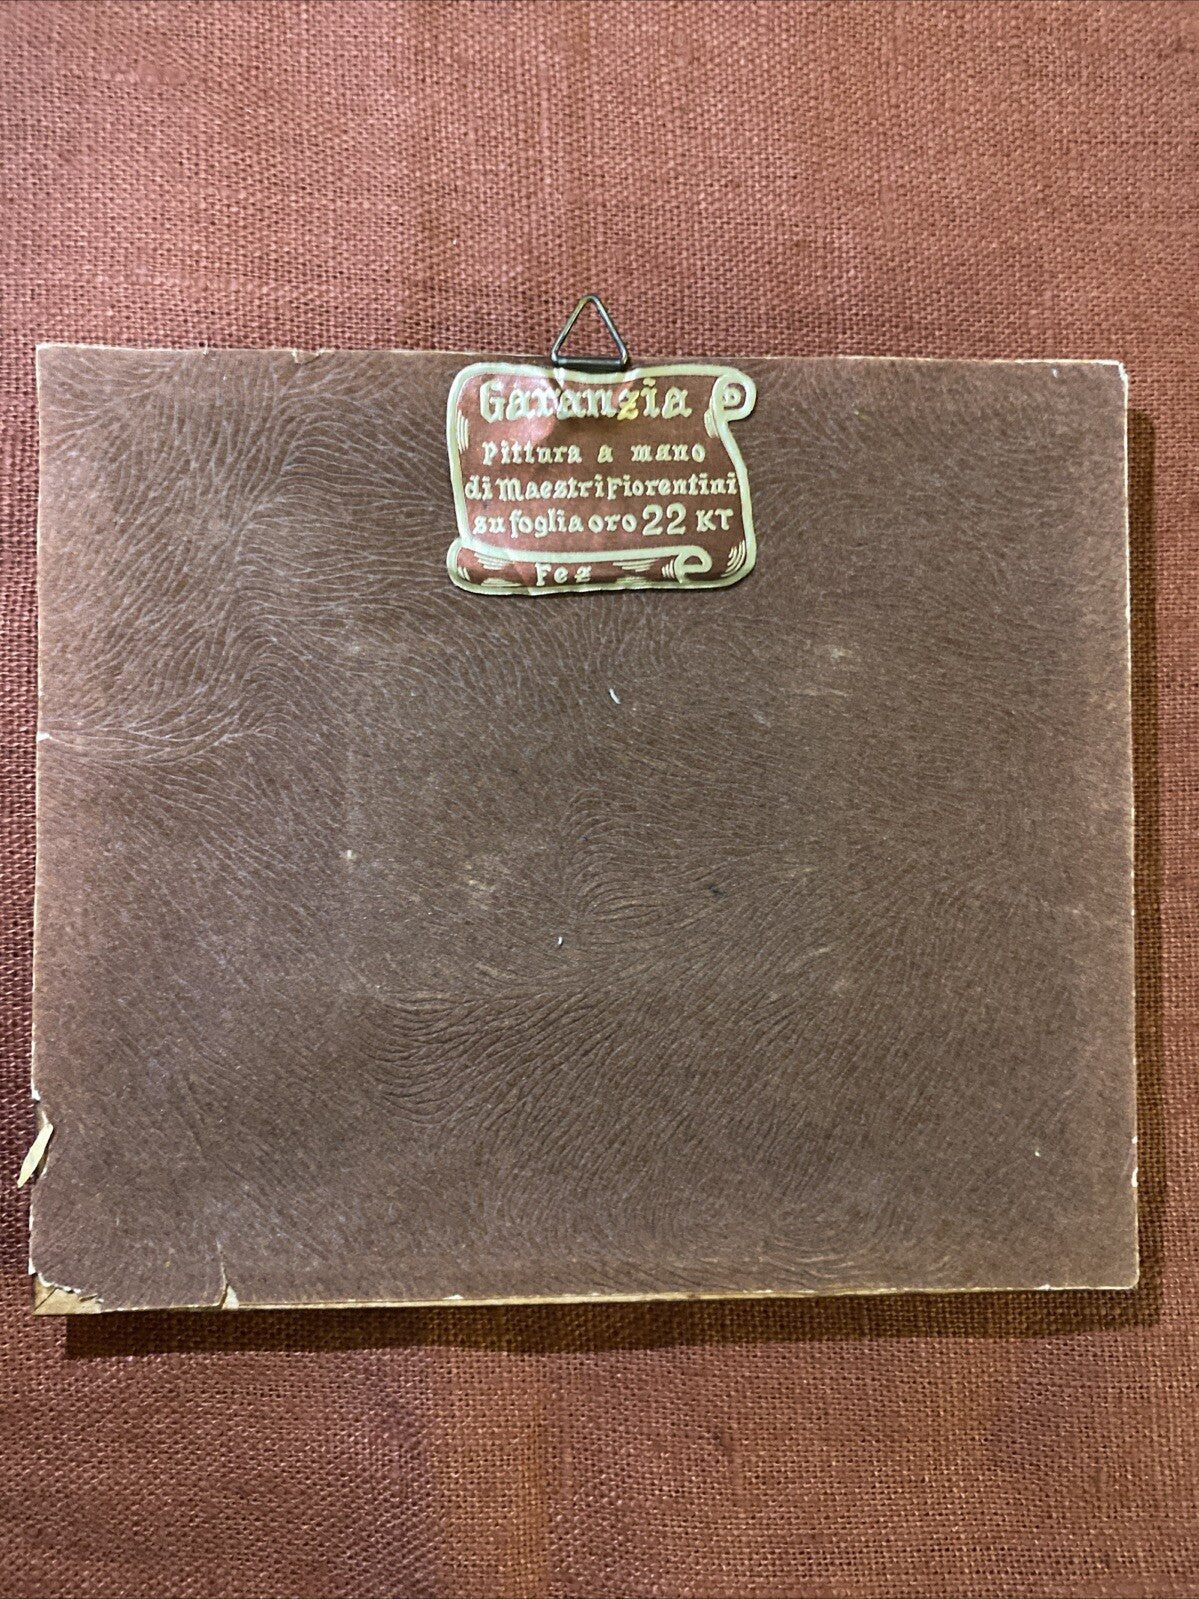 Garanzia
Pittura a mano
di Maestri Fiorentini
su foglia oro 22 KT
Fez